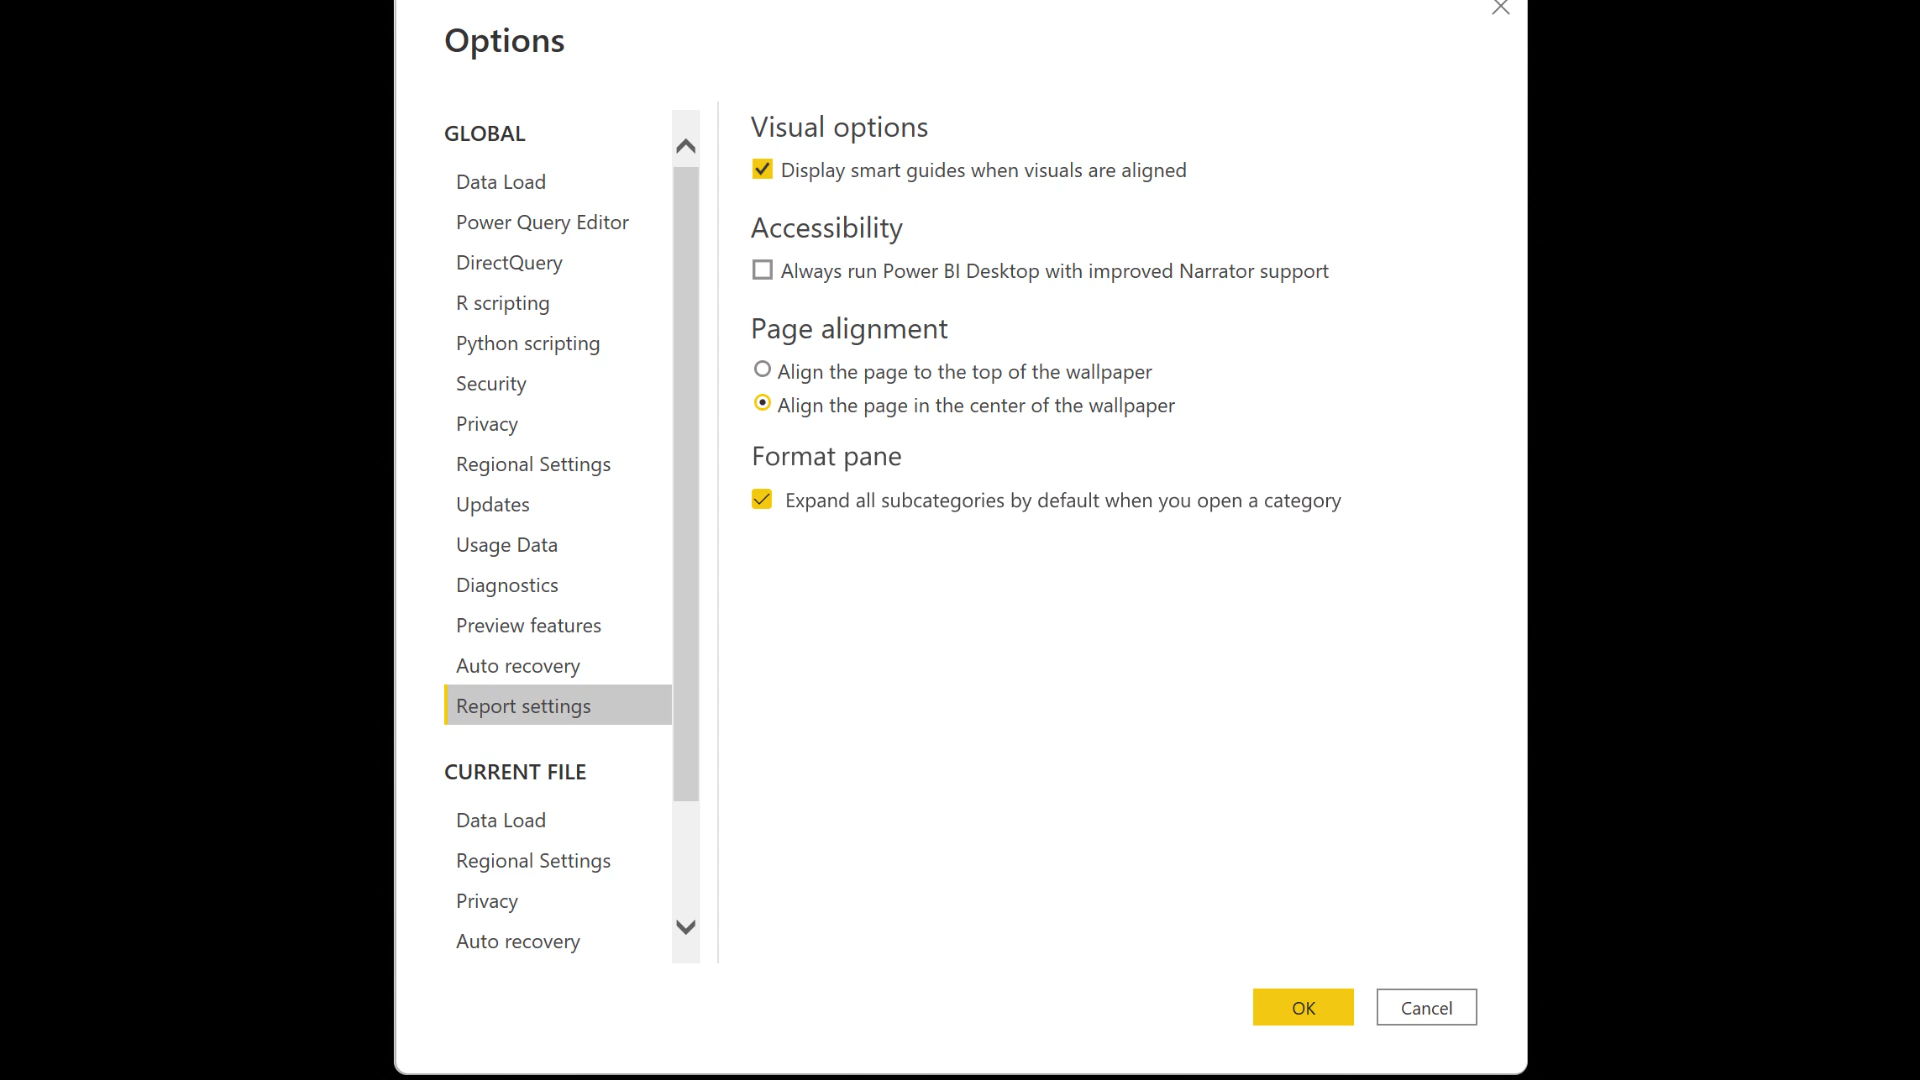 Options
GLOBAL
Data Load
Power Query Editor
DirectQuery
R scripting
Python scripting
Security
Privacy
Regional Settings
Updates
Usage Data
Diagnostics
Preview features
Auto recovery
Report settings
CURRENT FILE
Data Load
Regional Settings
Privacy
Auto recovery
Visual options
Display smart guides when visuals are aligned
Accessibility
Always run Power BI Desktop with improved Narrator support
Page alignment
Align the page to the top of the wallpaper
Align the page in the center of the wallpaper
Format pane
Expand all subcategories by default when you open a category
OK
Cancel